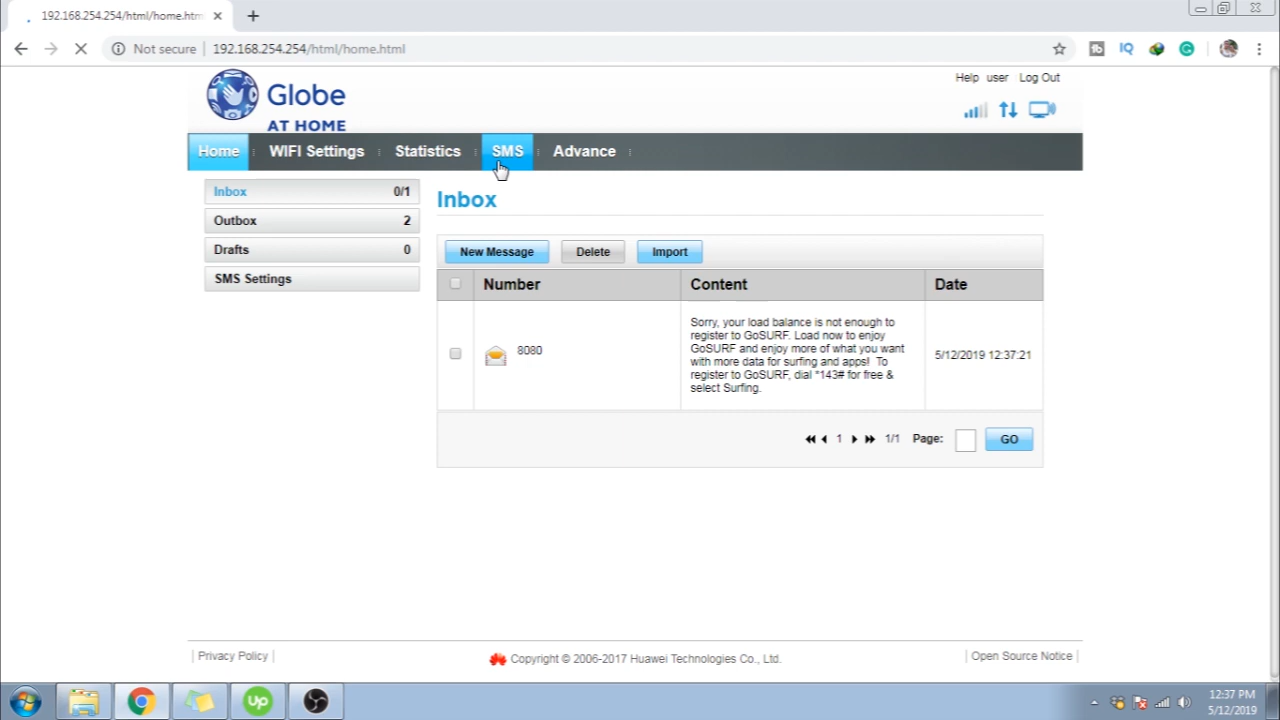 192.168.254.254/html/home.htm
Not secure
192.168.254.254/html/home.html
tb
IQ
Globe
AT HOME
Help user Log Out
Home WIFI Settings Statistics SMS Advance
Inbox 0/1
Outbox 2
Drafts 0
SMS Settings
Inbox
New Message Delete Import
Number Content Date
8080
Sorry, your load balance is not enough to
register to GoSURF. Load now to enjoy
GoSURF and enjoy more of what you want
with more data for surfing and apps! To
register to GoSURF, dial *143# for free &
select Surfing.
5/12/2019 12:37:21
1 1/1 Page: GO
Privacy Policy
Copyright © 2006-2017 Huawei Technologies Co., Ltd.
Open Source Notice
Up
12:37 PM
5/12/2019